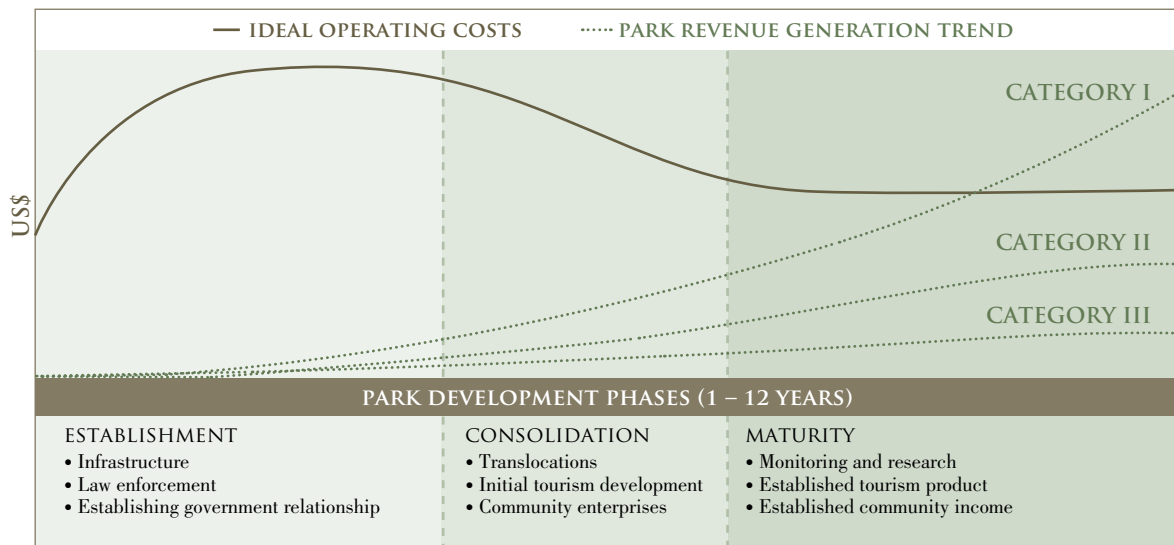 IDEAL OPERATING COSTS
PARK REVENUE GENERATION TREND
US$
CATEGORY I
CATEGORY II
CATEGORY III
PARK DEVELOPMENT PHASES (1 – 12 YEARS)
ESTABLISHMENT
• Infrastructure
• Law enforcement
• Establishing government relationship
CONSOLIDATION
• Translocations
• Initial tourism development
• Community enterprises
MATURITY
• Monitoring and research
• Established tourism product
• Established community income